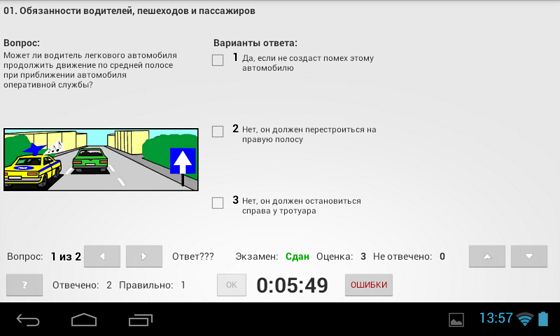 01. Обязанности водителей, пешеходов и пассажиров
Вопрос:
Может ли водитель легкового автомобиля
продолжить движение по средней полосе
при приближении автомобиля
оперативной службы?
Варианты ответа:
1 Да, если не создаст помех этому
автомобилю
2 Нет, он должен перестроиться на
правую полосу
3 Нет, он должен остановиться
справа у тротуара
Вопрос: 1 из 2 Ответ??? Экзамен: Сдан Оценка: 3 Не отвечено: 0
? Отвечено: 2 Правильно: 1 ОК 0:05:49 ОШИБКИ
13:57